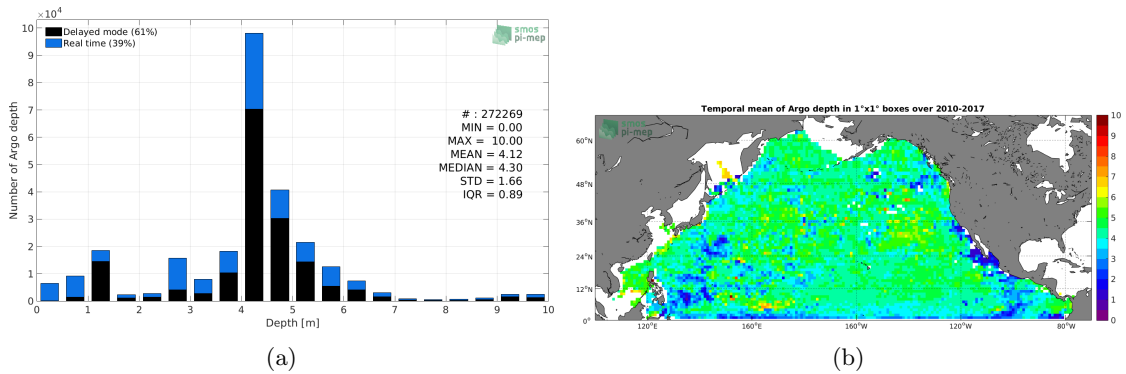 ×10⁴
10
9
8
7
6
5
4
3
2
1
0
Number of Argo depth
Delayed mode (61%)
Real time (39%)
smos
pi-mep
# : 272269
MIN = 0.00
MAX = 10.00
MEAN = 4.12
MEDIAN = 4.30
STD = 1.66
IQR = 0.89
0 1 2 3 4 5 6 7 8 9 10
Depth [m]
(a)
Temporal mean of Argo depth in 1°x1° boxes over 2010-2017
smos
pi-mep
60°N
48°N
36°N
24°N
12°N
0°
120°E 160°E 160°W 120°W 80°W
10
9
8
7
6
5
4
3
2
1
0
(b)